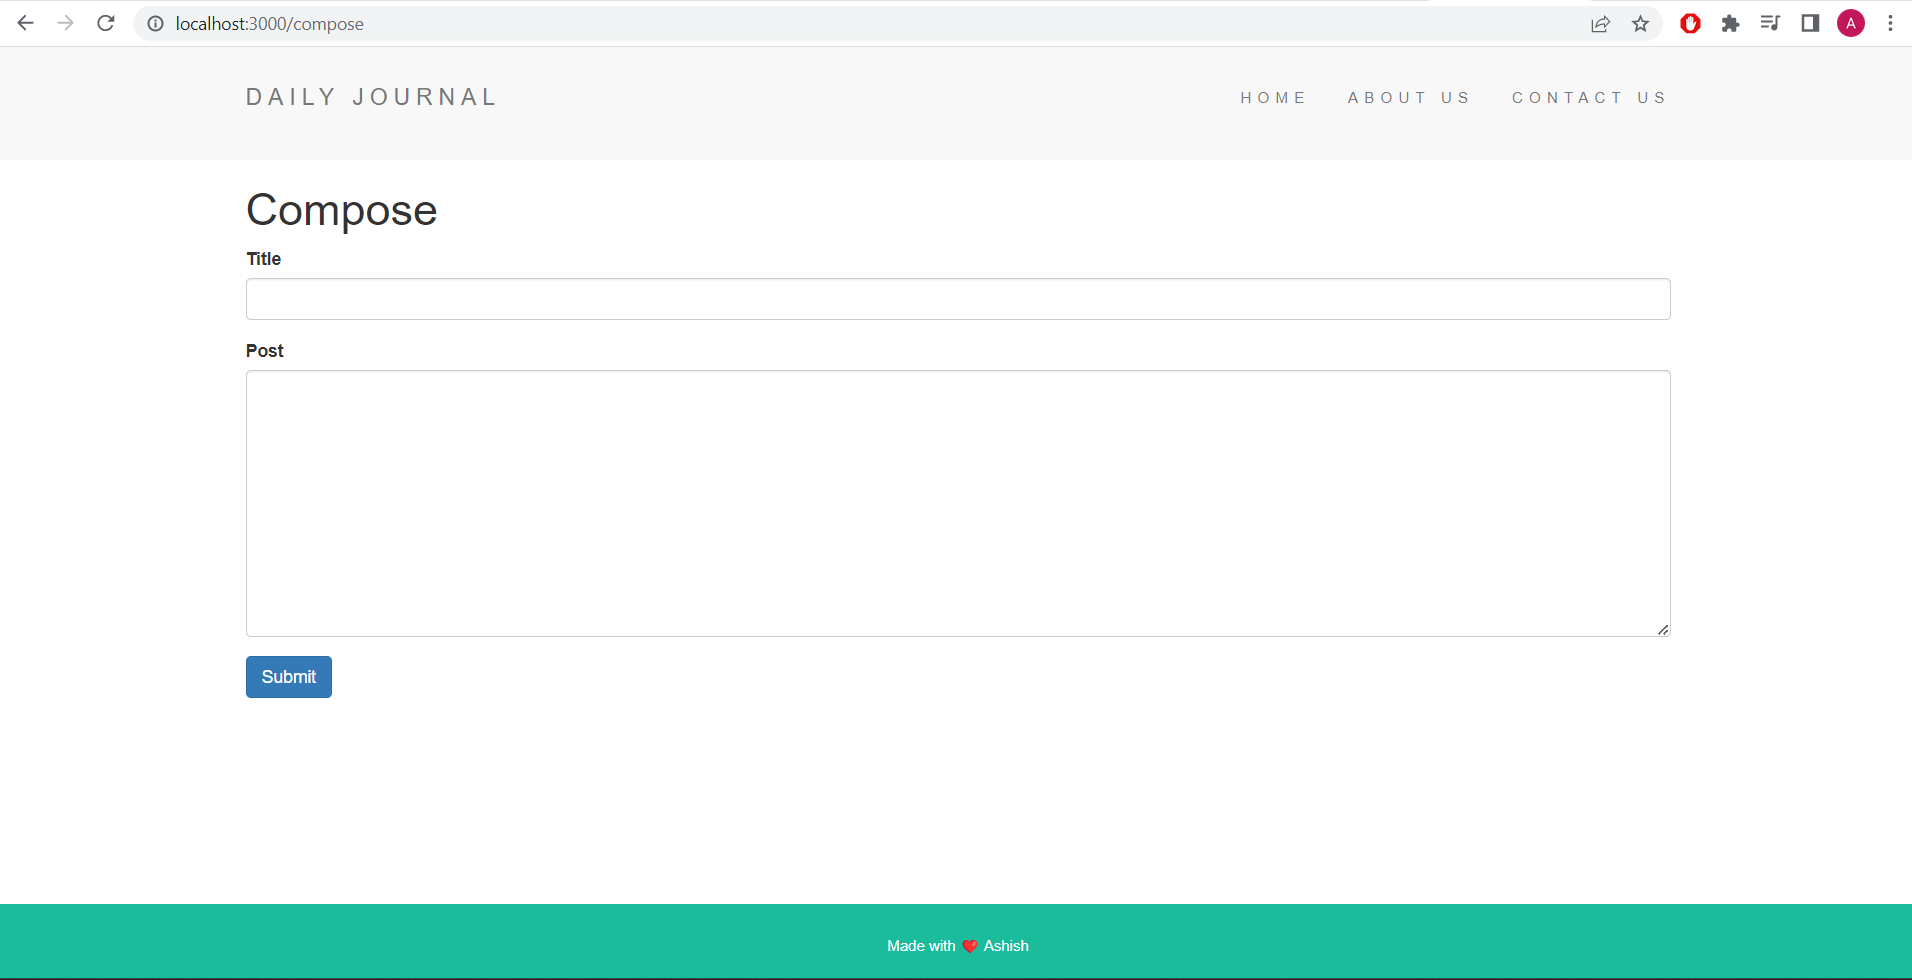 localhost:3000/compose
A
DAILY JOURNAL
HOME ABOUT US CONTACT US
Compose
Title
Post
Submit
Made with ❤️ Ashish